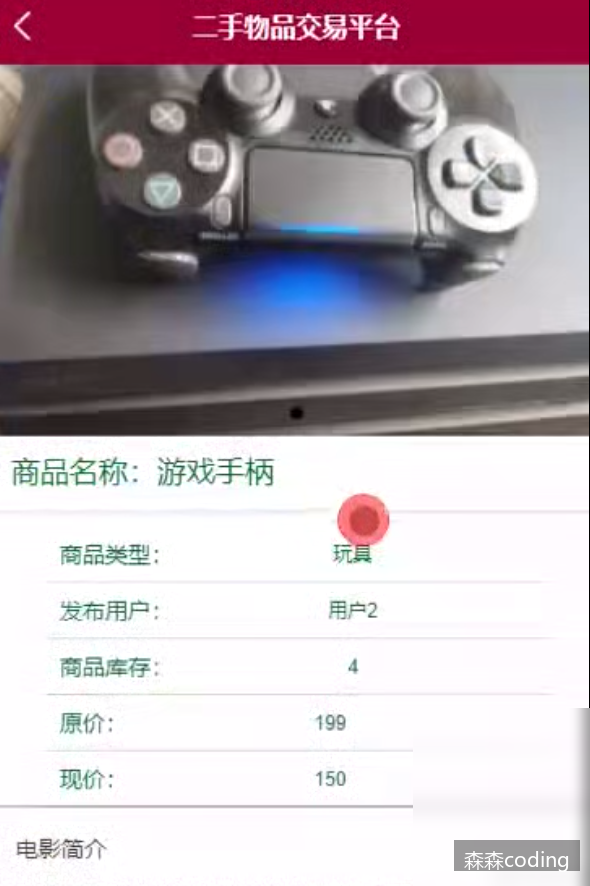 二手物品交易平台
商品名称：游戏手柄
商品类型： 玩具
发布用户： 用户2
商品库存： 4
原价： 199
现价： 150
电影简介
森森coding